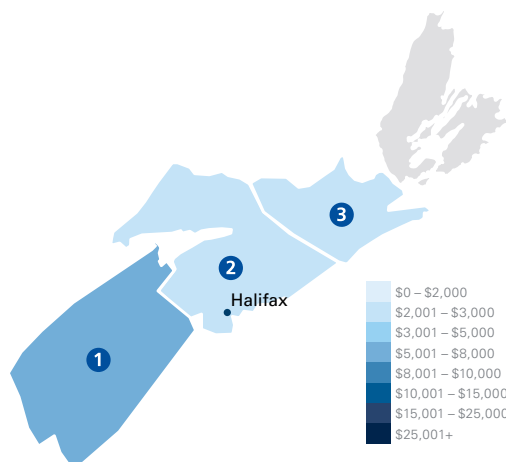 3
2
Halifax
1
$0 – $2,000
$2,001 – $3,000
$3,001 – $5,000
$5,001 – $8,000
$8,001 – $10,000
$10,001 – $15,000
$15,001 – $25,000
$25,001+